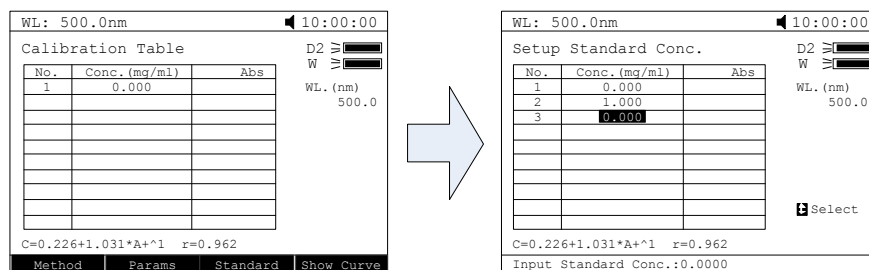 WL: 500.0nm 10:00:00
Calibration Table D2
W
No. Conc.(mg/ml) Abs
1 0.000
WL.(nm)
500.0
C=0.226+1.031*A+^1 r=0.962
Method Params Standard Show Curve
WL: 500.0nm 10:00:00
Setup Standard Conc. D2
W
No. Conc.(mg/ml) Abs
1 0.000
2 1.000
3 0.000
WL.(nm)
500.0
Select
C=0.226+1.031*A+^1 r=0.962
Input Standard Conc.:0.0000